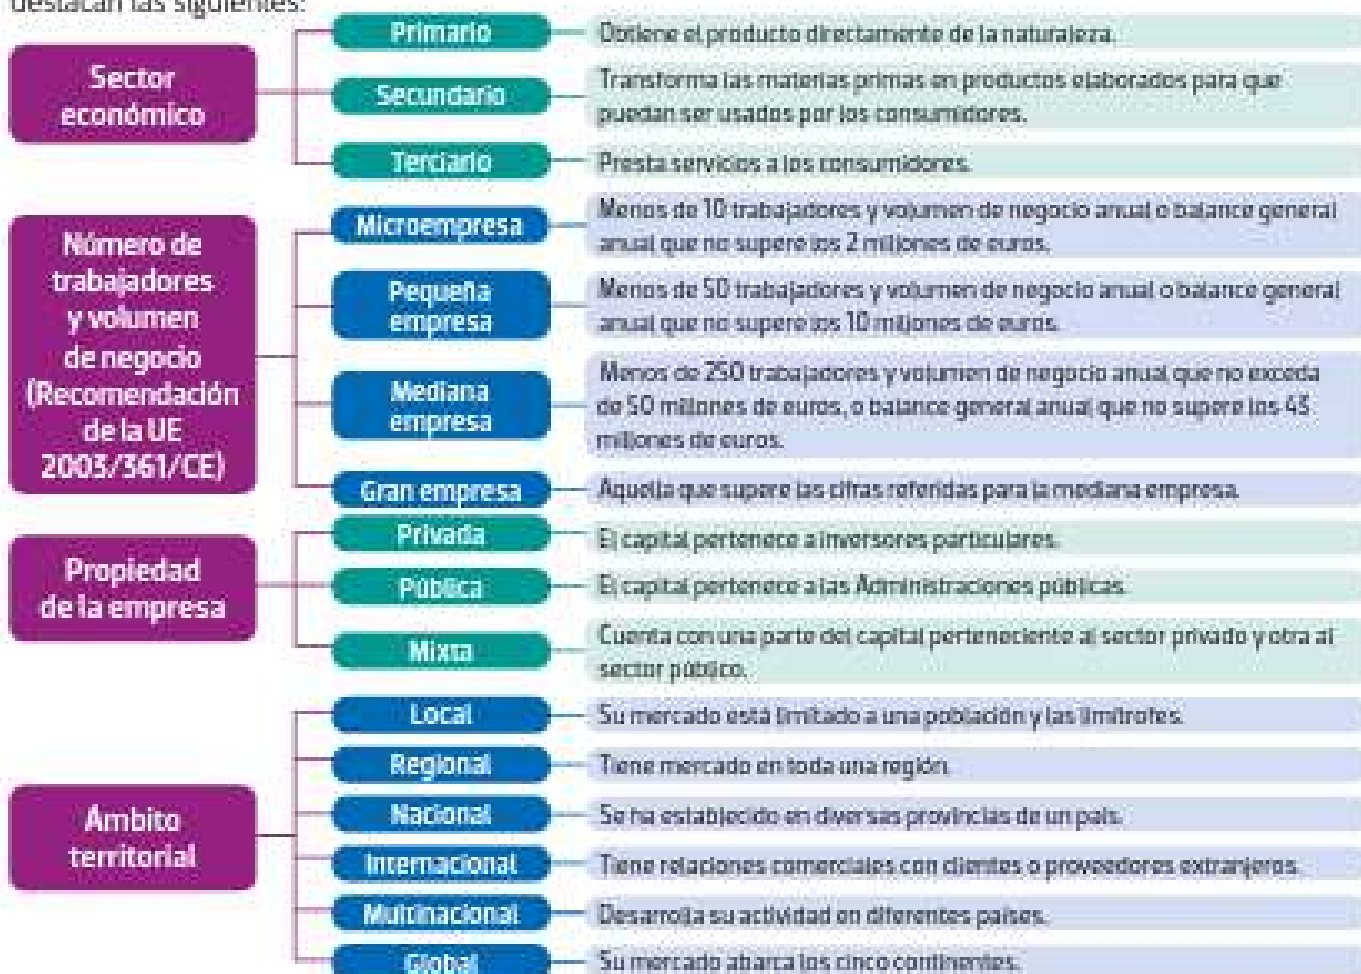 destacan las siguientes:
Sector
económico
Primario
Obtiene el producto directamente de la naturaleza.
Secundario
Transforma las materias primas en productos elaborados para que
puedan ser usados por los consumidores.
Terciario
Presta servicios a los consumidores.
Número de
trabajadores
y volumen
de negocio
(Recomendación
de la UE
2003/361/CE)
Microempresa
Menos de 10 trabajadores y volumen de negocio anual o balance general
anual que no supere los 2 millones de euros.
Pequeña
empresa
Menos de 50 trabajadores y volumen de negocio anual o balance general
anual que no supere los 10 millones de euros.
Mediana
empresa
Menos de 250 trabajadores y volumen de negocio anual que no exceda
de 50 millones de euros, o balance general anual que no supere los 43
millones de euros.
Gran empresa
Aquella que supere las cifras referidas para la mediana empresa.
Propiedad
de la empresa
Privada
El capital pertenece a inversores particulares.
Pública
El capital pertenece a las Administraciones públicas.
Mixta
Cuenta con una parte del capital perteneciente al sector privado y otra al
sector público.
Ámbito
territorial
Local
Su mercado está limitado a una población y las limítrofes.
Regional
Tiene mercado en toda una región.
Nacional
Se ha establecido en diversas provincias de un país.
Internacional
Tiene relaciones comerciales con clientes o proveedores extranjeros.
Multinacional
Desarrolla su actividad en diferentes países.
Global
Su mercado abarca los cinco continentes.